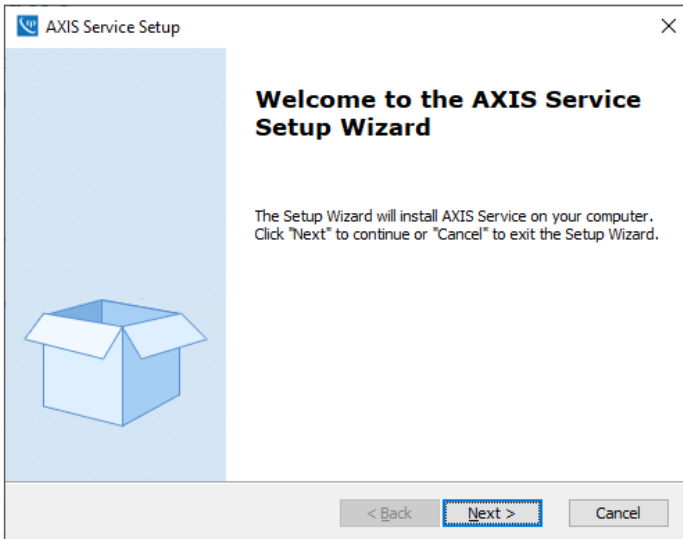 AXIS Service Setup
Welcome to the AXIS Service
Setup Wizard
The Setup Wizard will install AXIS Service on your computer.
Click "Next" to continue or "Cancel" to exit the Setup Wizard.
< Back
Next >
Cancel